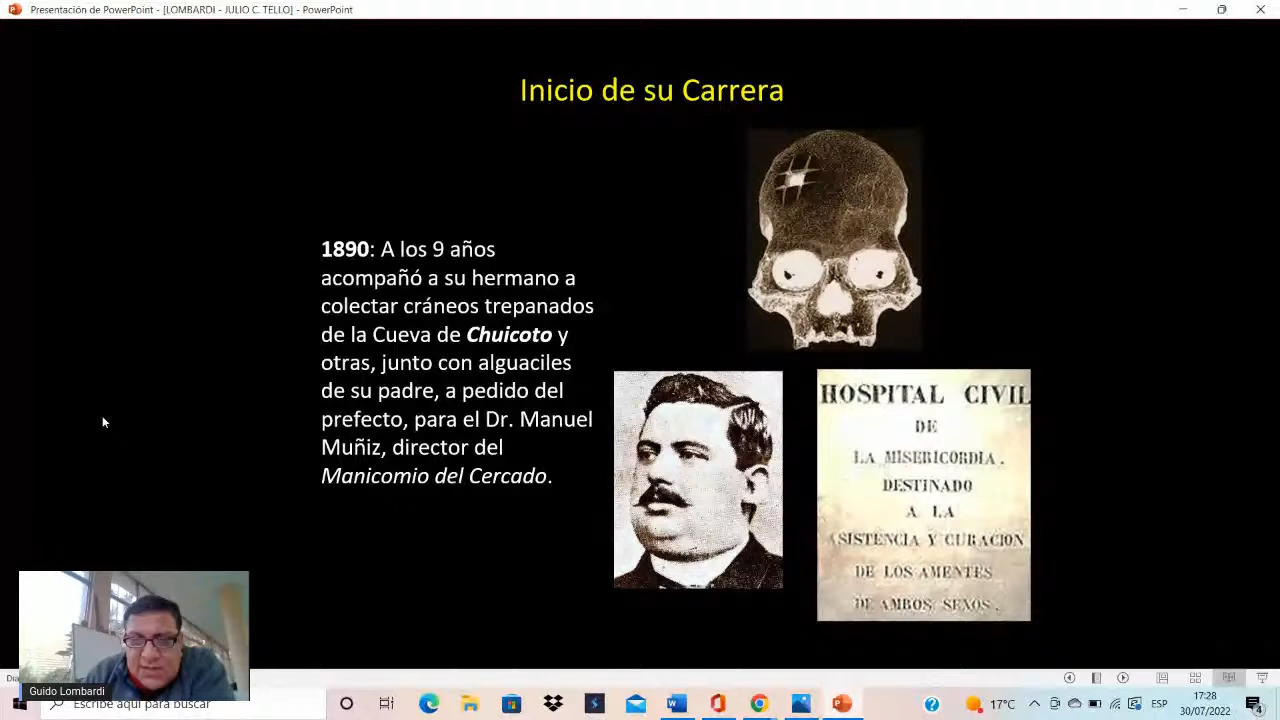 Presentación de PowerPoint - [LOMBARDI - JULIO C. TELLO] - PowerPoint
Inicio de su Carrera
1890: A los 9 años
acompañó a su hermano a
colectar cráneos trepanados
de la Cueva de Chuicoto y
otras, junto con alguaciles
de su padre, a pedido del
prefecto, para el Dr. Manuel
Muñiz, director del
Manicomio del Cercado.
HOSPITAL CIVIL
DE
LA MISERICORDIA.
DESTINADO
A LA
ASISTENCIA Y CURACION
DE LOS AMENTES
DE AMBOS SEXOS.
Guido Lombardi
Escribe aquí para buscar
17°C
ESP
17:28
30/07/2022
4